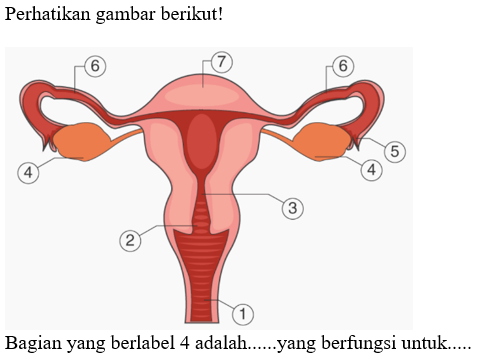 Perhatikan gambar berikut!
6 7 6
4 5
4
3
2
1
Bagian yang berlabel 4 adalah......yang berfungsi untuk.....